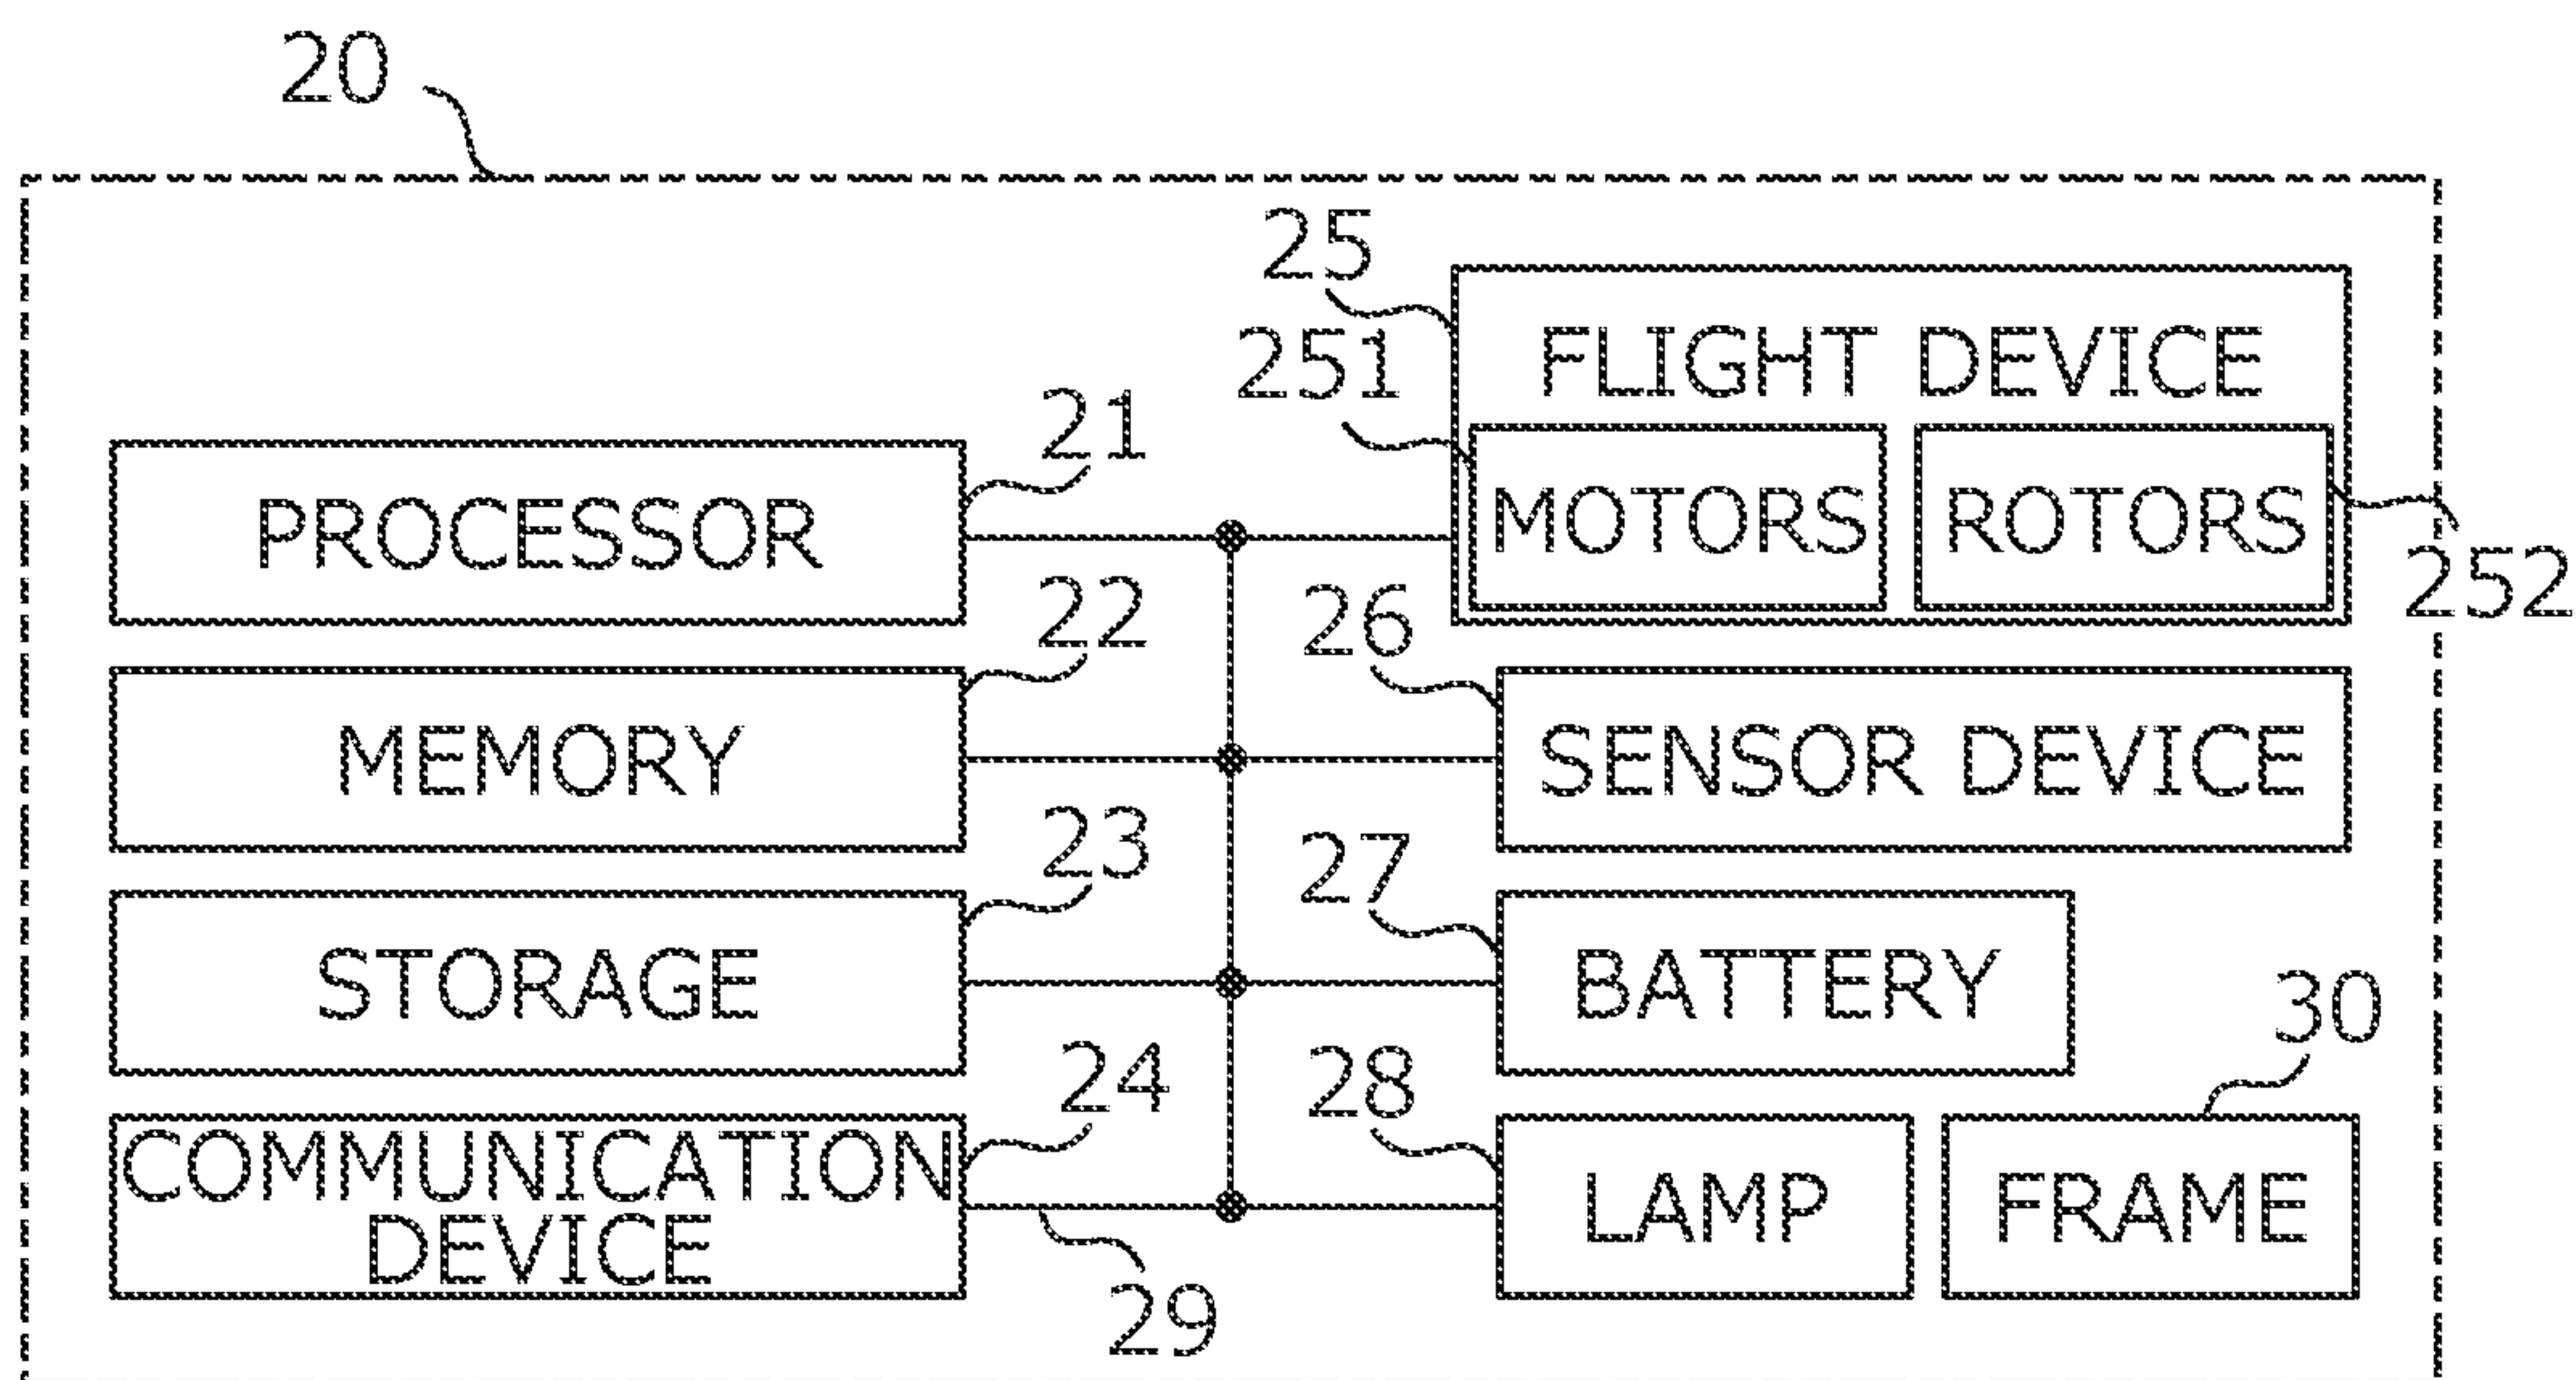 20
25
FLIGHT DEVICE
251
MOTORS
ROTORS
252
21
PROCESSOR
22
MEMORY
26
SENSOR DEVICE
23
STORAGE
27
BATTERY
24
COMMUNICATION
DEVICE
28
LAMP
30
FRAME
29